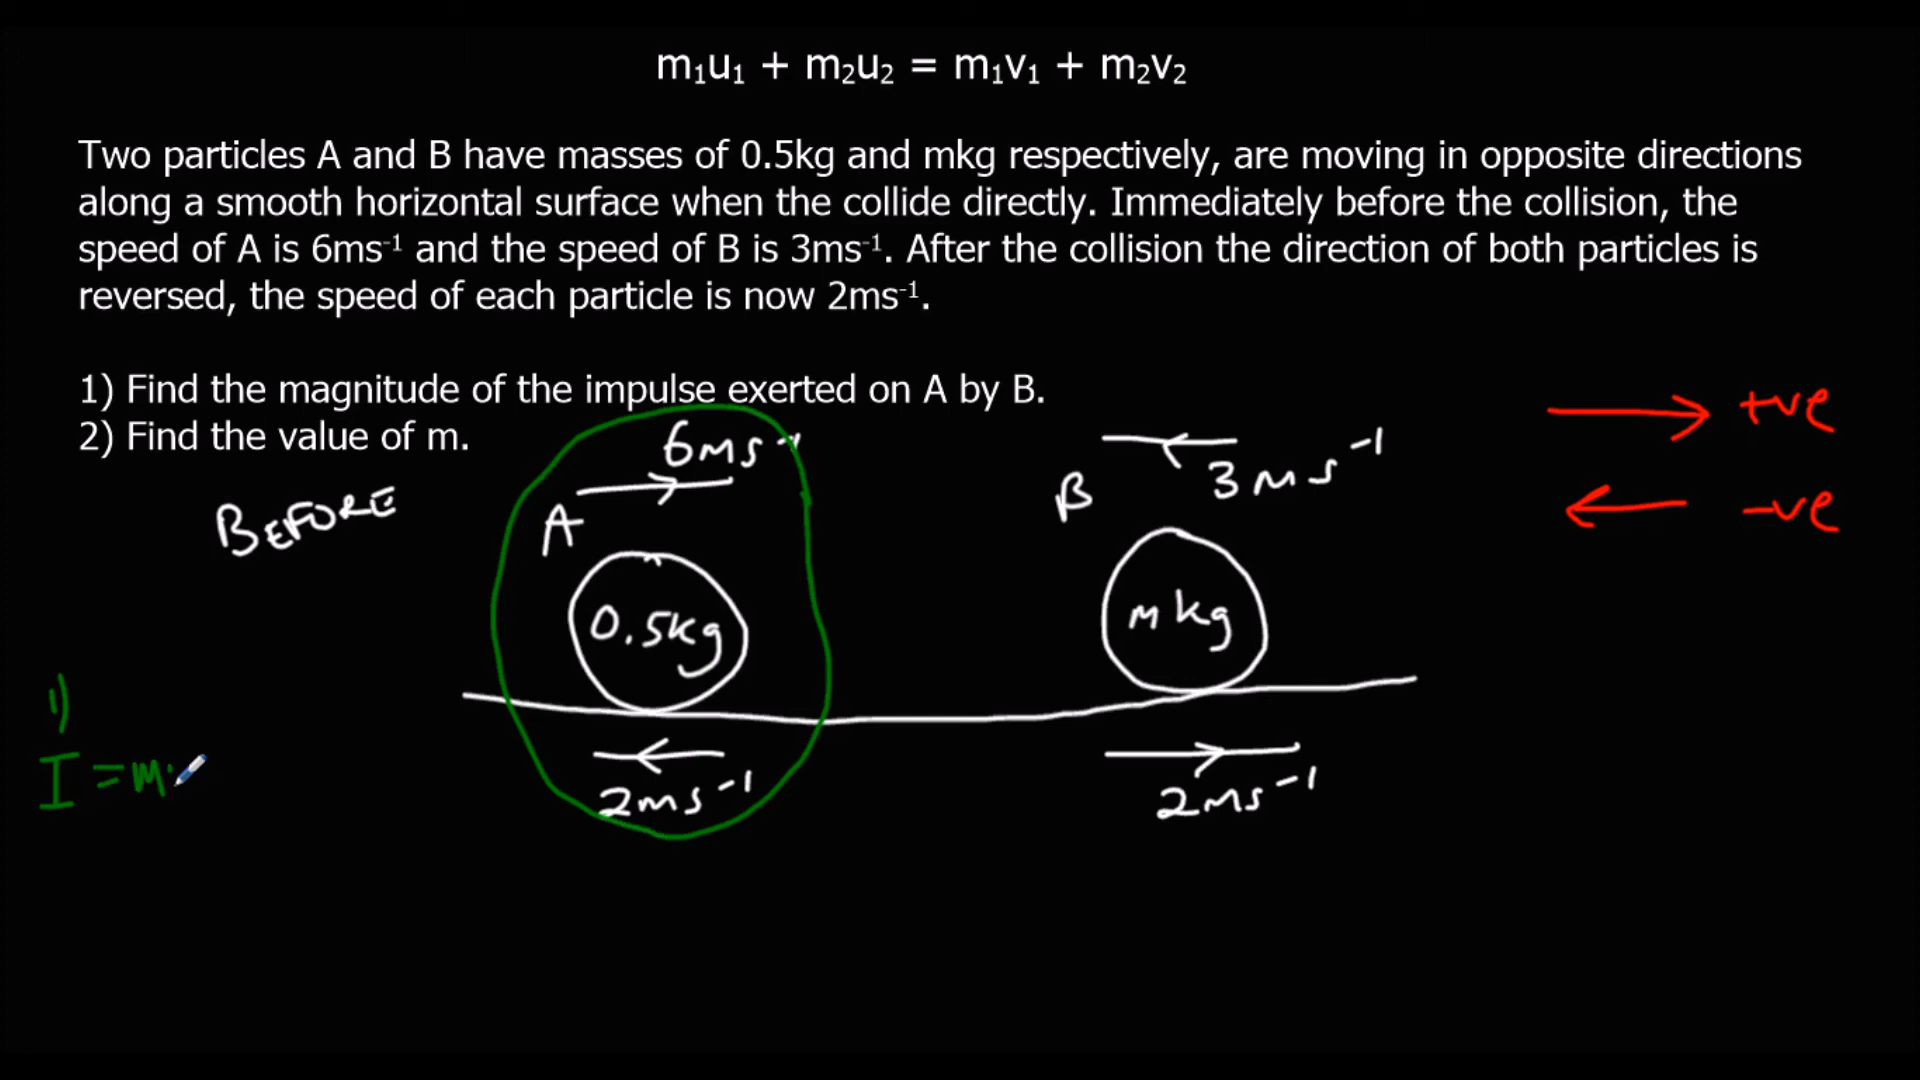 m₁u₁ + m₂u₂ = m₁v₁ + m₂v₂
Two particles A and B have masses of 0.5kg and mkg respectively, are moving in opposite directions
along a smooth horizontal surface when the collide directly. Immediately before the collision, the
speed of A is 6ms⁻¹ and the speed of B is 3ms⁻¹. After the collision the direction of both particles is
reversed, the speed of each particle is now 2ms⁻¹.
1) Find the magnitude of the impulse exerted on A by B.
2) Find the value of m.
BEFORE
A
6ms⁻¹
0.5kg
2ms⁻¹
B
3ms⁻¹
mkg
2ms⁻¹
+ve
-ve
1)
I = m